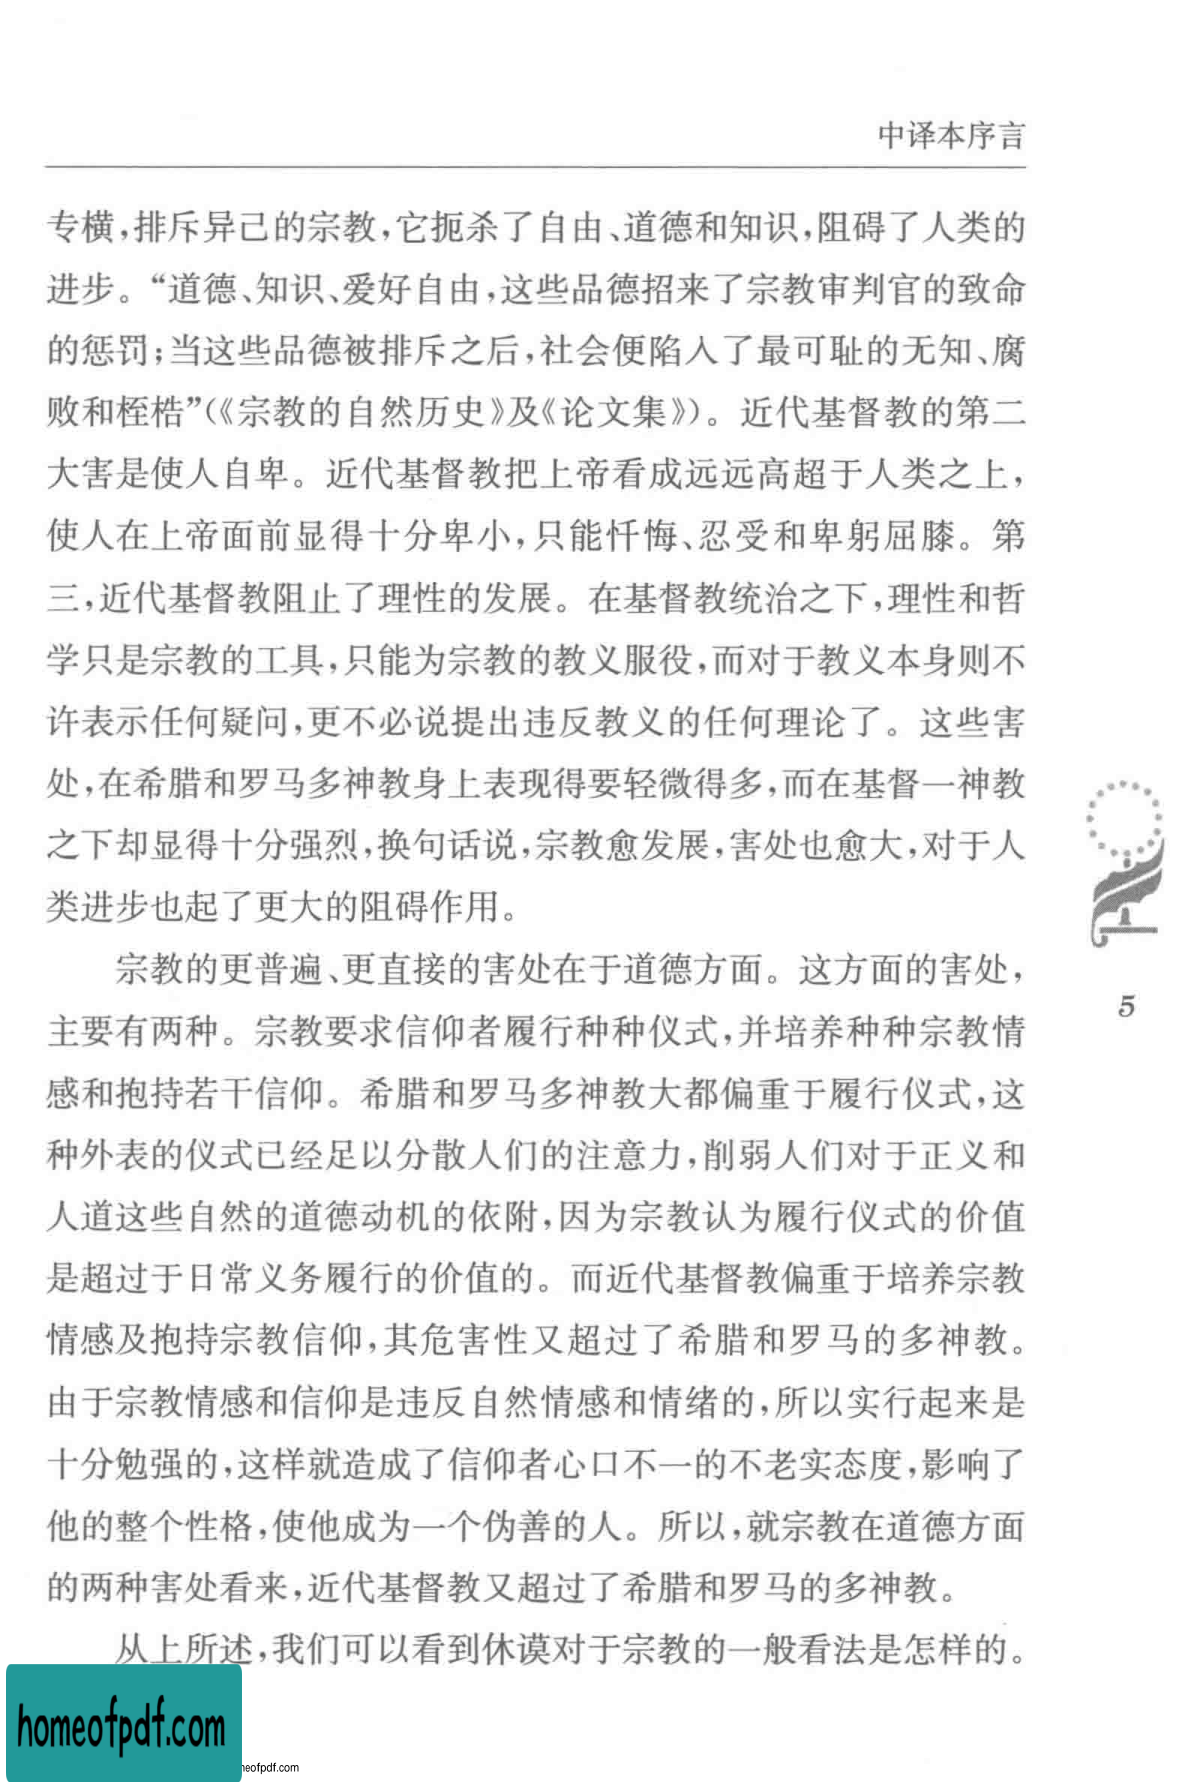 中译本序言
专横，排斥异己的宗教，它扼杀了自由、道德和知识，阻碍了人类的
进步。“道德、知识、爱好自由，这些品德招来了宗教审判官的致命
的惩罚；当这些品德被排斥之后，社会便陷入了最可耻的无知、腐
败和桎梏”（《宗教的自然历史》及《论文集》）。近代基督教的第二
大害是使人自卑。近代基督教把上帝看成远远高超于人类之上，
使人在上帝面前显得十分卑小，只能忏悔、忍受和卑躬屈膝。第
三，近代基督教阻止了理性的发展。在基督教统治之下，理性和哲
学只是宗教的工具，只能为宗教的教义服役，而对于教义本身则不
许表示任何疑问，更不必说提出违反教义的任何理论了。这些害
处，在希腊和罗马多神教身上表现得要轻微得多，而在基督一神教
之下却显得十分强烈，换句话说，宗教愈发展，害处也愈大，对于人
类进步也起了更大的阻碍作用。
宗教的更普遍、更直接的害处在于道德方面。这方面的害处，
主要有两种。宗教要求信仰者履行种种仪式，并培养种种宗教情
感和抱持若干信仰。希腊和罗马多神教大都偏重于履行仪式，这
种外表的仪式已经足以分散人们的注意力，削弱人们对于正义和
人道这些自然的道德动机的依附，因为宗教认为履行仪式的价值
是超过于日常义务履行的价值的。而近代基督教偏重于培养宗教
情感及抱持宗教信仰，其危害性又超过了希腊和罗马的多神教。
由于宗教情感和信仰是违反自然情感和情绪的，所以实行起来是
十分勉强的，这样就造成了信仰者心口不一的不老实态度，影响了
他的整个性格，使他成为一个伪善的人。所以，就宗教在道德方面
的两种害处看来，近代基督教又超过了希腊和罗马的多神教。
从上所述，我们可以看到休谟对于宗教的一般看法是怎样的。
5
homeofpdf.com
neofpdf.com